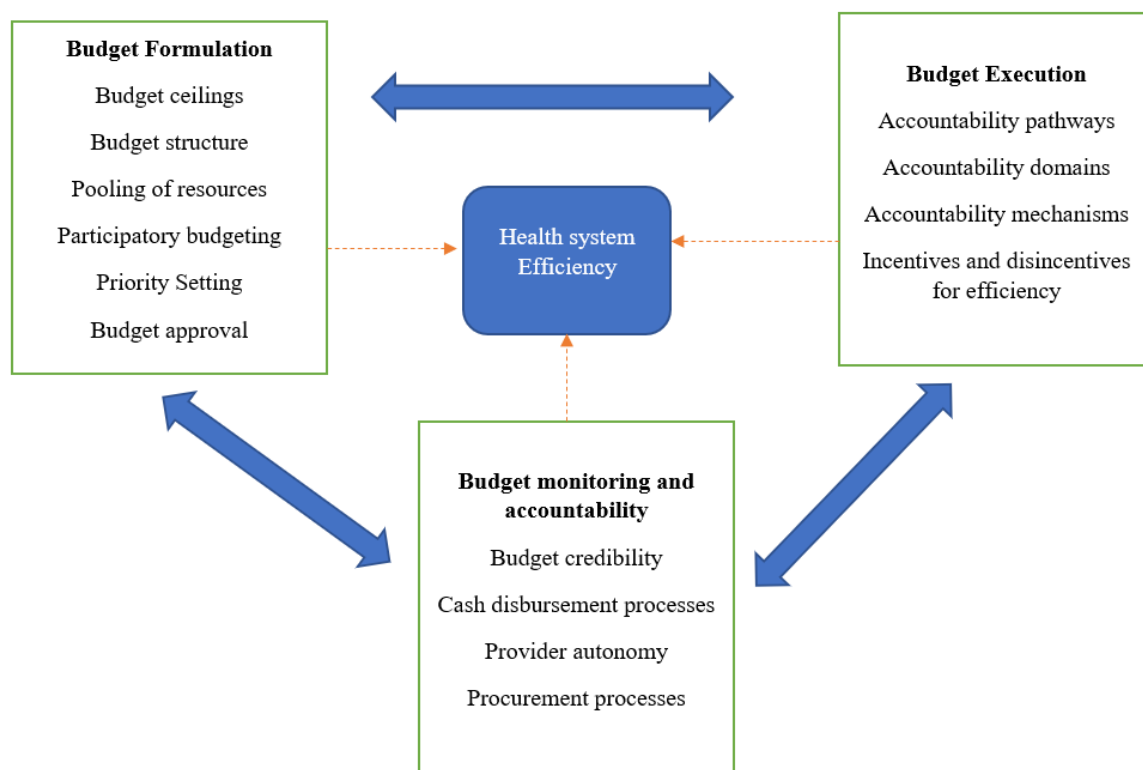 Budget Formulation
Budget ceilings
Budget structure
Pooling of resources
Participatory budgeting
Priority Setting
Budget approval
Health system
Efficiency
Budget Execution
Accountability pathways
Accountability domains
Accountability mechanisms
Incentives and disincentives
for efficiency
Budget monitoring and
accountability
Budget credibility
Cash disbursement processes
Provider autonomy
Procurement processes